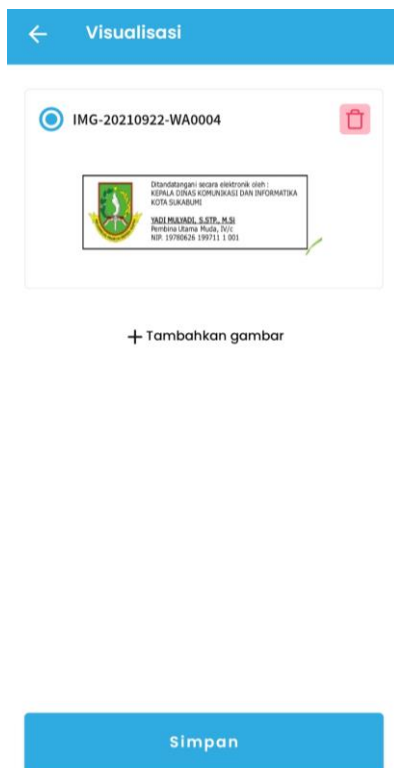 Visualisasi
IMG-20210922-WA0004
Ditandatangani secara elektronik oleh :
KEPALA DINAS KOMUNIKASI DAN INFORMATIKA
KOTA SUKABUMI
YADI MULYADI, S.STP., M.Si
Pembina Utama Muda, IV/c
NIP. 19780626 199711 1 001
Tambahkan gambar
Simpan